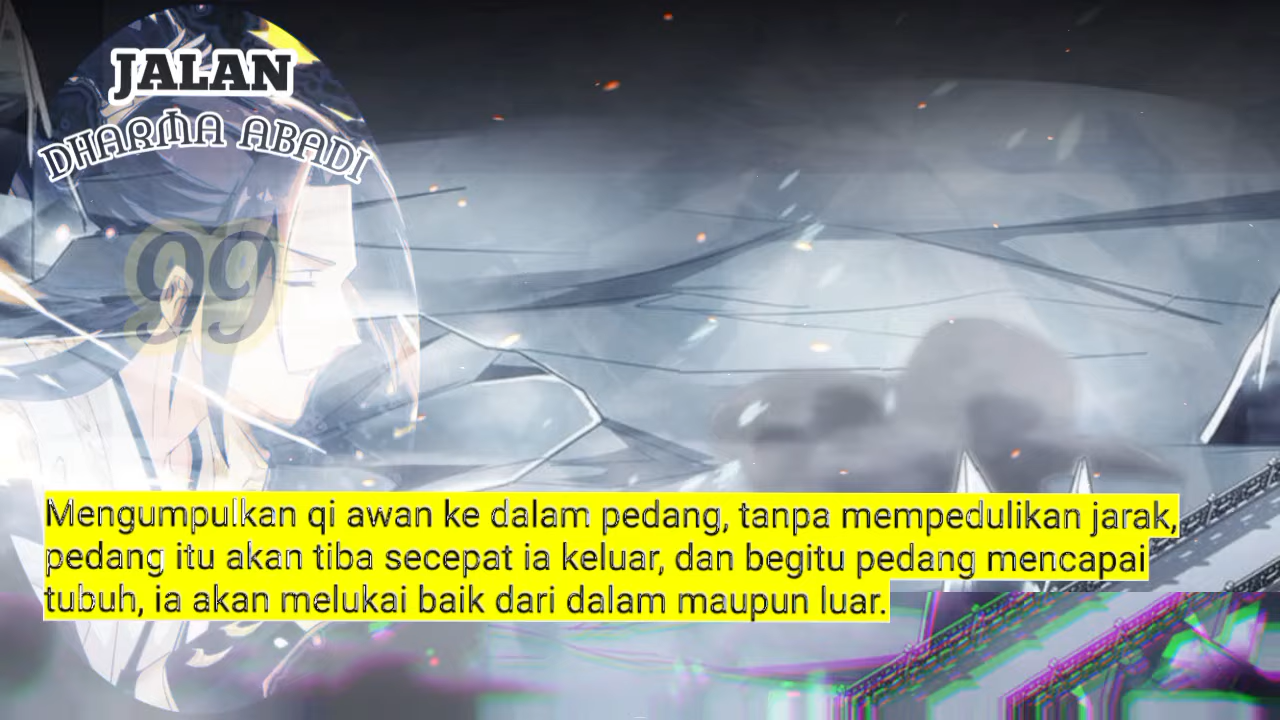 JALAN
DHARMA ABADI
99
Mengumpulkan qi awan ke dalam pedang, tanpa mempedulikan jarak,
pedang itu akan tiba secepat ia keluar, dan begitu pedang mencapai
tubuh, ia akan melukai baik dari dalam maupun luar.